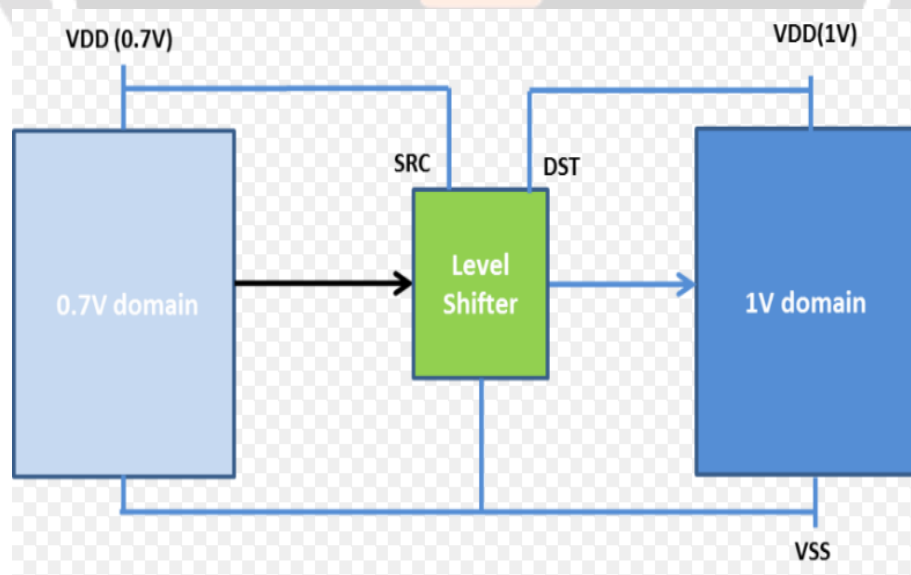 VDD (0.7V)
VDD(1V)
SRC
DST
0.7V domain
Level
Shifter
1V domain
VSS